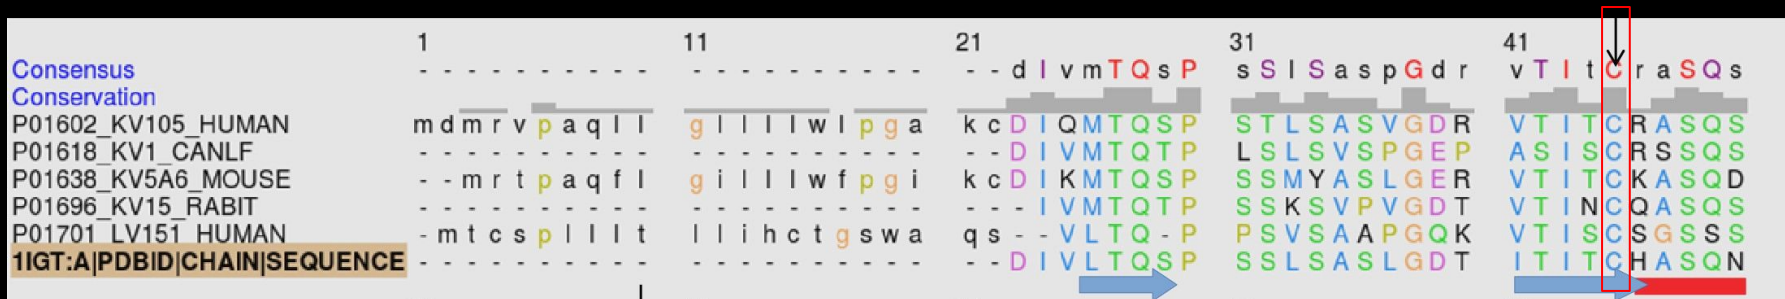 1 11 21 31 41
Consensus - - - - - - - - - - - - - - - - - - - - - - d I v m T Q s P s S l S a s p G d r v T I t C r a S Q s
Conservation
P01602_KV105_HUMAN m d m r v p a q l l g l l l l w l p g a k c D I Q M T Q S P S T L S A S V G D R V T I T C R A S Q S
P01618_KV1_CANLF - - - - - - - - - - - - - - - - - - - - - - D I V M T Q T P L S L S V S P G E P A S I S C R S S Q S
P01638_KV5A6_MOUSE - - m r t p a q f l g i l l l w f p g i k c D I K M T Q S P S S M Y A S L G E R V T I T C K A S Q D
P01696_KV15_RABIT - - - - - - - - - - - - - - - - - - - - - - - I V M T Q T P S S K S V P V G D T V T I N C Q A S Q S
P01701_LV151_HUMAN - m t c s p l l l t l l i h c t g s w a q s - - V L T Q - P P S V S A A P G Q K V T I S C S G S S S
1IGT:A|PDBID|CHAIN|SEQUENCE - - - - - - - - - - - - - - - - - - - - - - D I V L T Q S P S S L S A S L G D T I T I T C H A S Q N